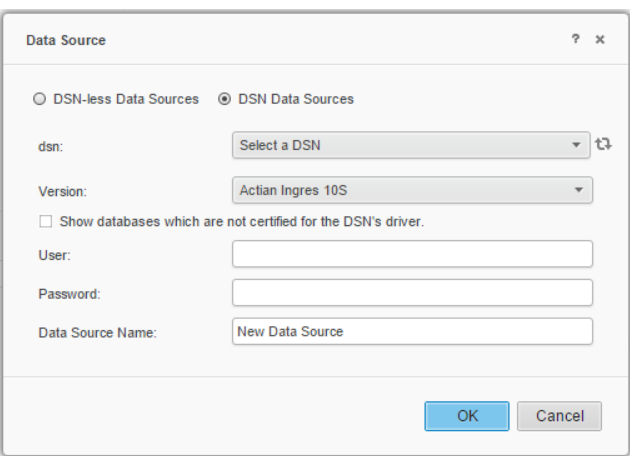 Data Source ? ×
DSN-less Data Sources DSN Data Sources
dsn: Select a DSN
Version: Actian Ingres 10S
Show databases which are not certified for the DSN's driver.
User:
Password:
Data Source Name: New Data Source
OK Cancel